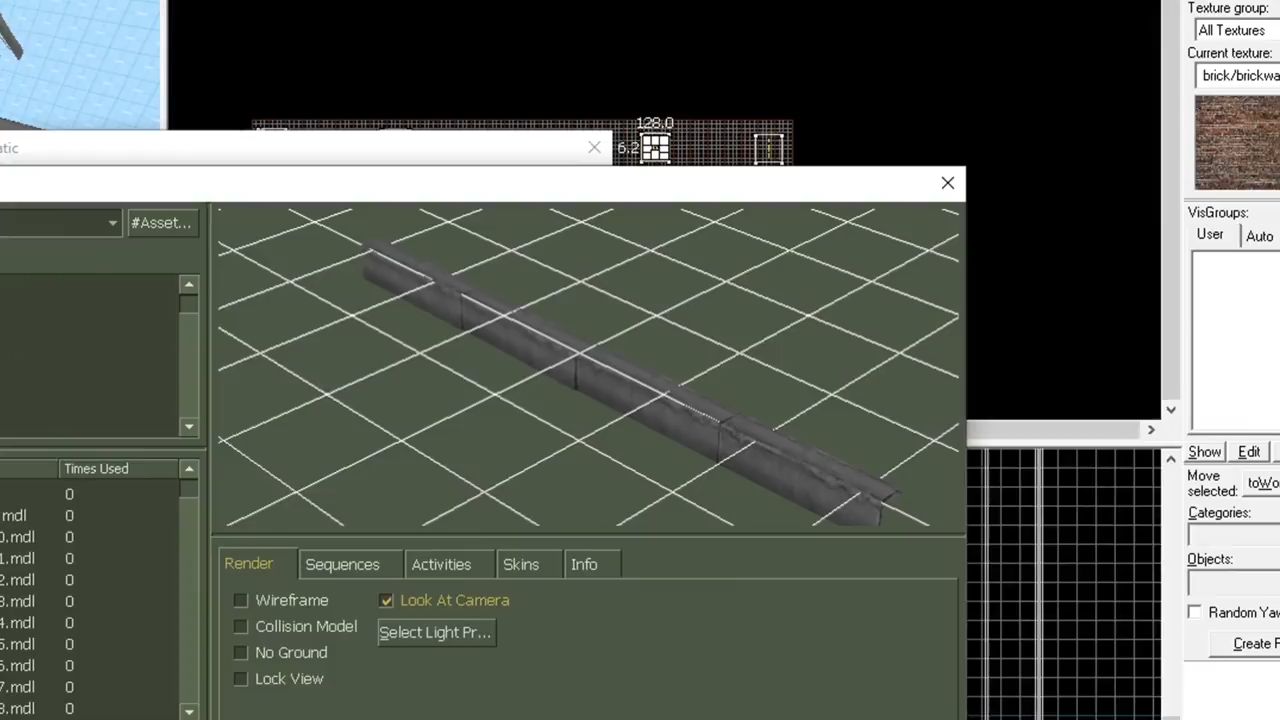 Texture group:
All Textures
Current texture:
brick/brickwa
128.0
6.2
atic
#Asset...
VisGroups:
User
Auto
Show
Edit
Move
selected:
toWo
Categories:
Objects:
Random Yaw
Create P
Times Used
0
.mdl 0
0.mdl 0
1.mdl 0
2.mdl 0
3.mdl 0
4.mdl 0
5.mdl 0
6.mdl 0
7.mdl 0
8.mdl 0
Render
Sequences
Activities
Skins
Info
Wireframe
Look At Camera
Collision Model
Select Light Pr...
No Ground
Lock View